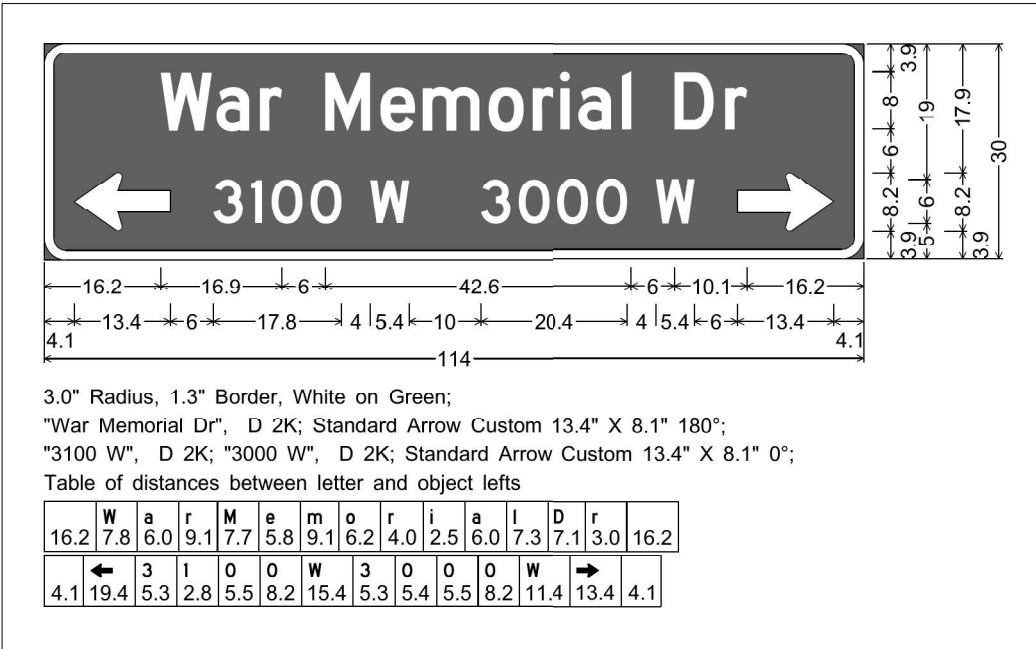 War Memorial Dr
3100 W 3000 W
3.9 8 6 8.2 3.9
19 6 5
17.9 8.2 3.9
30
16.2 16.9 6 42.6 6 10.1 16.2
4.1 13.4 6 17.8 4 5.4 10 20.4 4 5.4 6 13.4 4.1
114
3.0" Radius, 1.3" Border, White on Green;
"War Memorial Dr", D 2K; Standard Arrow Custom 13.4" X 8.1" 180°;
"3100 W", D 2K; "3000 W", D 2K; Standard Arrow Custom 13.4" X 8.1" 0°;
Table of distances between letter and object lefts
W a r M e m o r i a l D r
16.2 7.8 6.0 9.1 7.7 5.8 9.1 6.2 4.0 2.5 6.0 7.3 7.1 3.0 16.2
← 3 1 0 0 W 3 0 0 0 W →
4.1 19.4 5.3 2.8 5.5 8.2 15.4 5.3 5.4 5.5 8.2 11.4 13.4 4.1